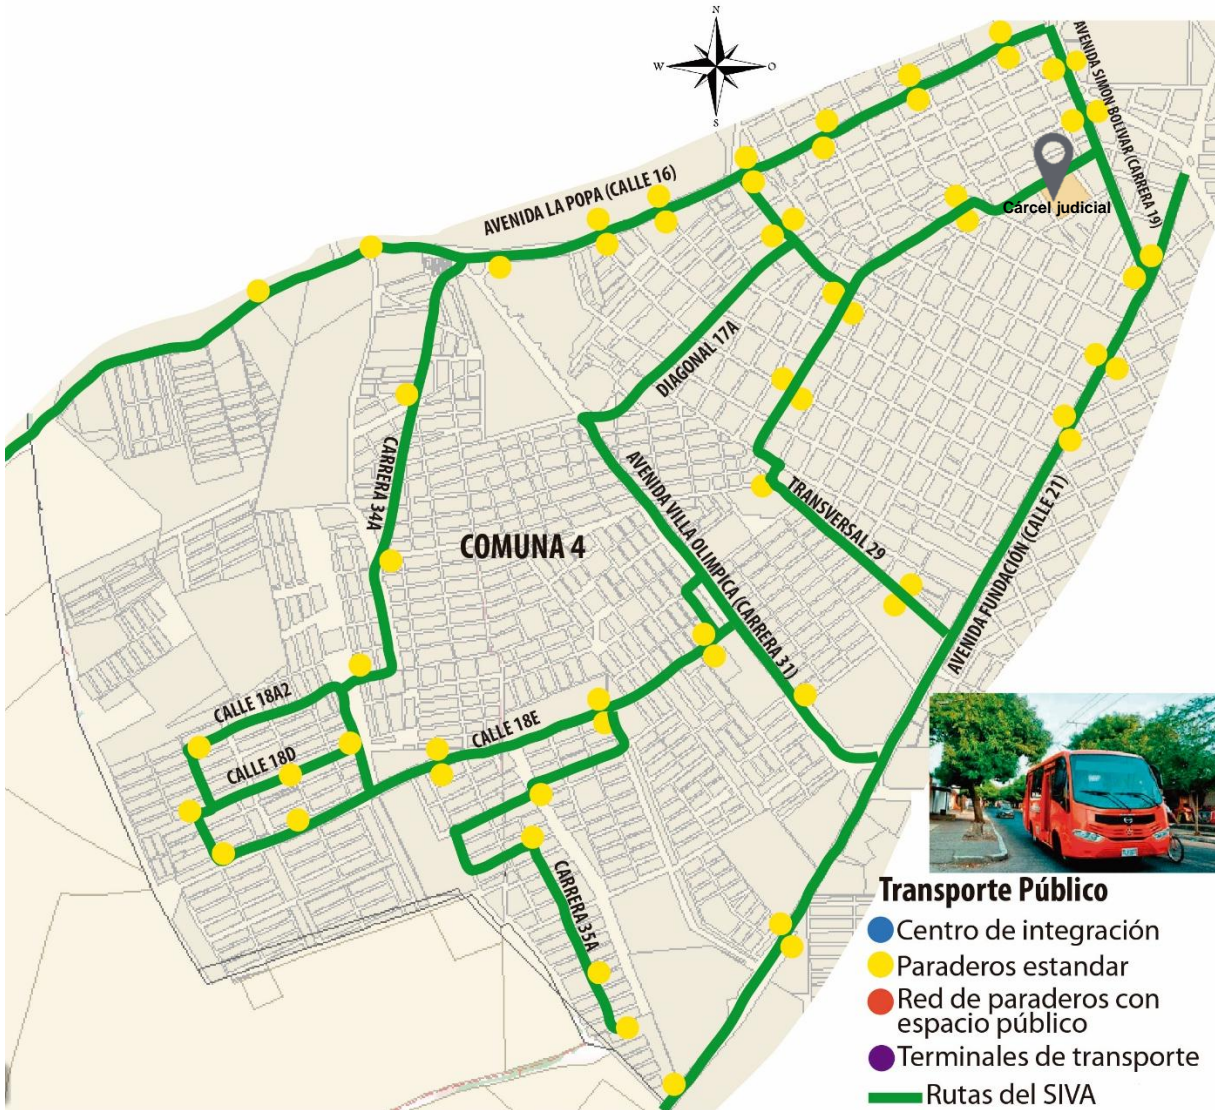 N
W
O
S
AVENIDA SIMON BOLIVAR (CARRERA 19)
AVENIDA LA POPA (CALLE 16)
Cárcel judicial
DIAGONAL 17A
CARRERA 34A
AVENIDA VILLA OLIMPICA (CARRERA 31)
TRANSVERSAL 29
COMUNA 4
AVENIDA FUNDACIÓN (CALLE 21)
CALLE 18A2
CALLE 18E
CALLE 18D
CARRERA 35A
Transporte Público
Centro de integración
Paraderos estandar
Red de paraderos con
espacio público
Terminales de transporte
Rutas del SIVA